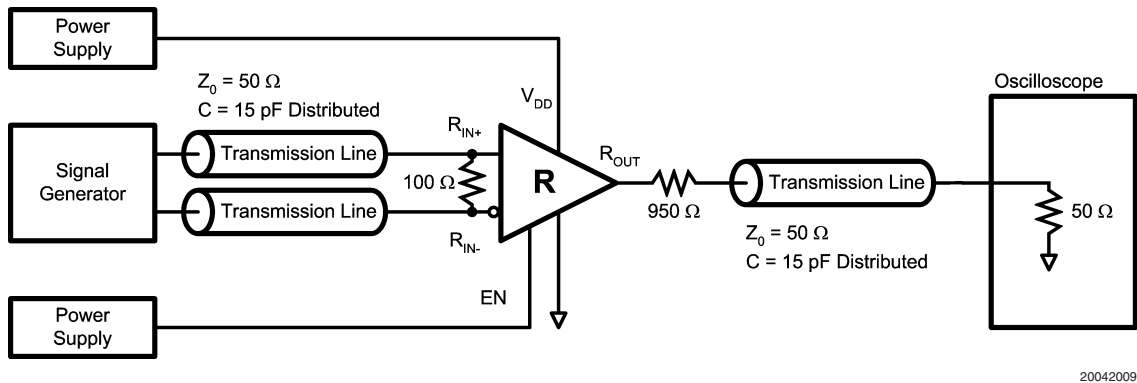 Power
Supply
Z0 = 50 Ω
C = 15 pF Distributed
VDD
Oscilloscope
Signal
Generator
Transmission Line
Transmission Line
RIN+
100 Ω
RIN-
R
ROUT
950 Ω
Transmission Line
Z0 = 50 Ω
C = 15 pF Distributed
50 Ω
EN
Power
Supply
20042009